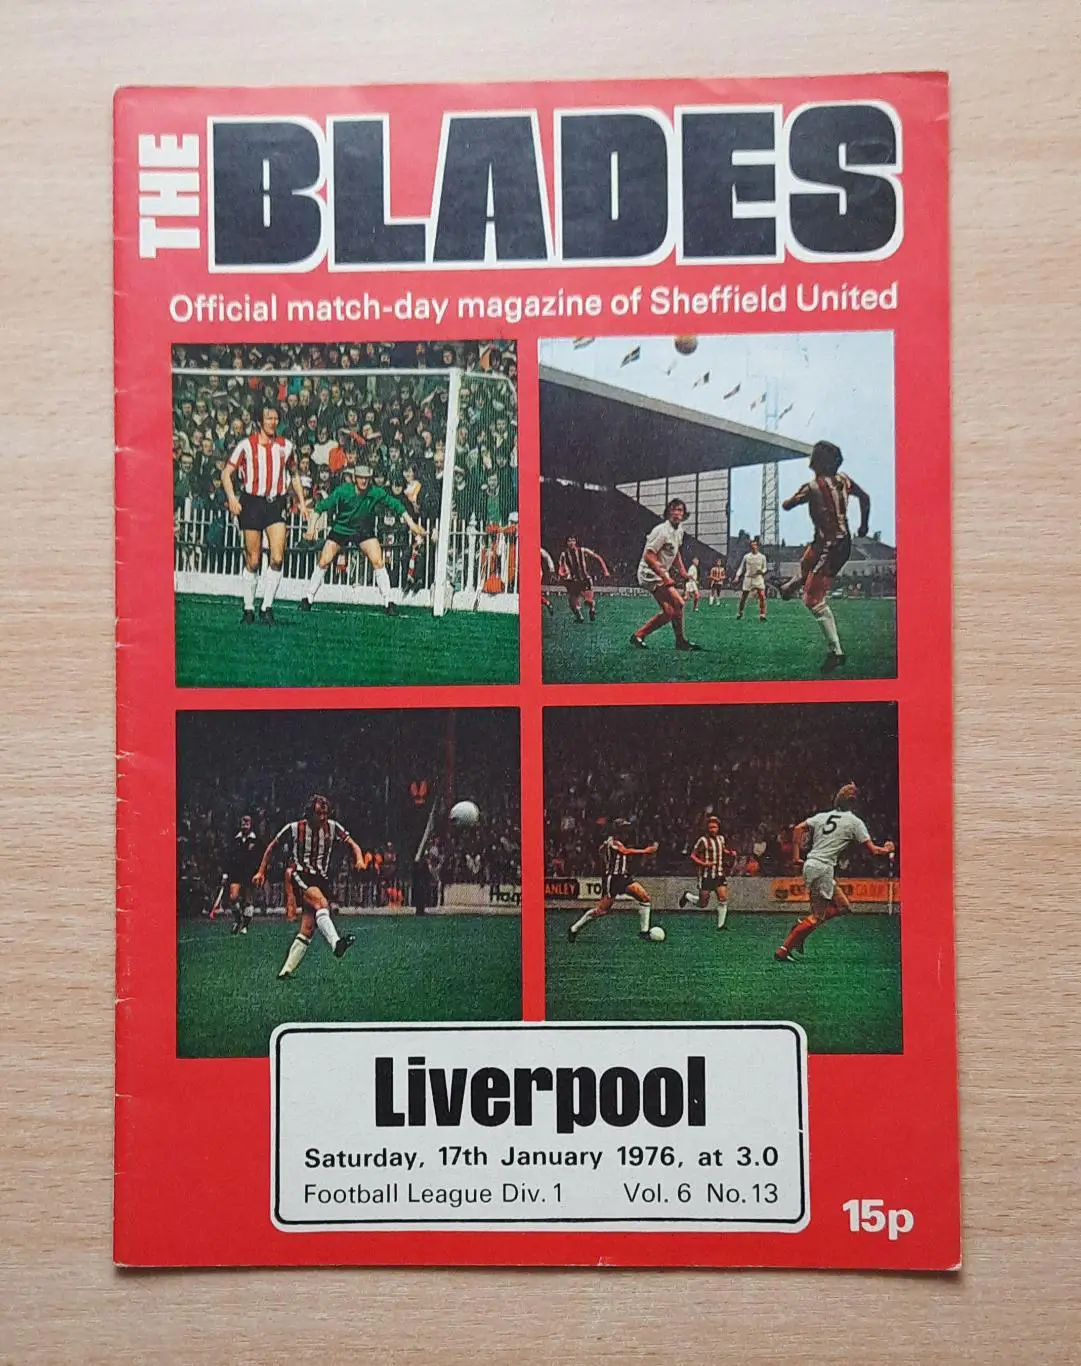 THE BLADES
Official match-day magazine of Sheffield United
5
Liverpool
Saturday, 17th January 1976, at 3.0
Football League Div. 1 Vol. 6 No. 13
15p